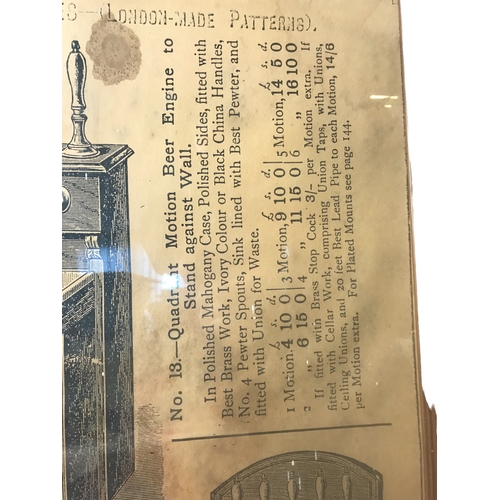 ES—(LONDON-MADE PATTERNS).
No. 13.—Quadrant Motion Beer Engine to
Stand against Wall.
In Polished Mahogany Case, Polished Sides, fitted with
Best Brass Work, Ivory Colour or Black China Handles,
No. 4 Pewter Spouts, Sink lined with Best Pewter, and
fitted with Union for Waste.
£ s. d. £ s. d. £ s. d.
1 Motion, 4 10 0 | 3 Motion, 9 10 0 | 5 Motion, 14 5 0
2 „ 6 15 0 | 4 „ 11 15 0 | 6 „ 16 10 0
If fitted with Brass Stop Cock 3/- per Motion extra. If
fitted with Cellar Work, comprising Union Taps, with Unions,
Ceiling Unions, and 20 feet Best Lead Pipe to each Motion, 14/6
per Motion extra. For Plated Mounts see page 144.